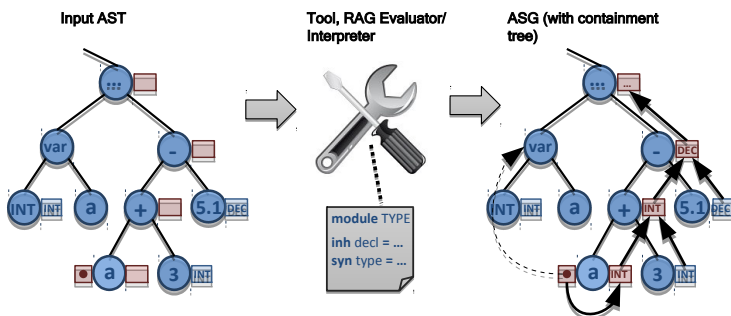 Input AST
Tool, RAG Evaluator/
Interpreter
ASG (with containment
tree)
...
var
-
INT
INT
a
+
5.1
DEC
a
3
INT
module TYPE
inh decl = ...
syn type = ...
...
...
var
-
DEC
INT
INT
a
+
INT
5.1
DEC
a
INT
3
INT